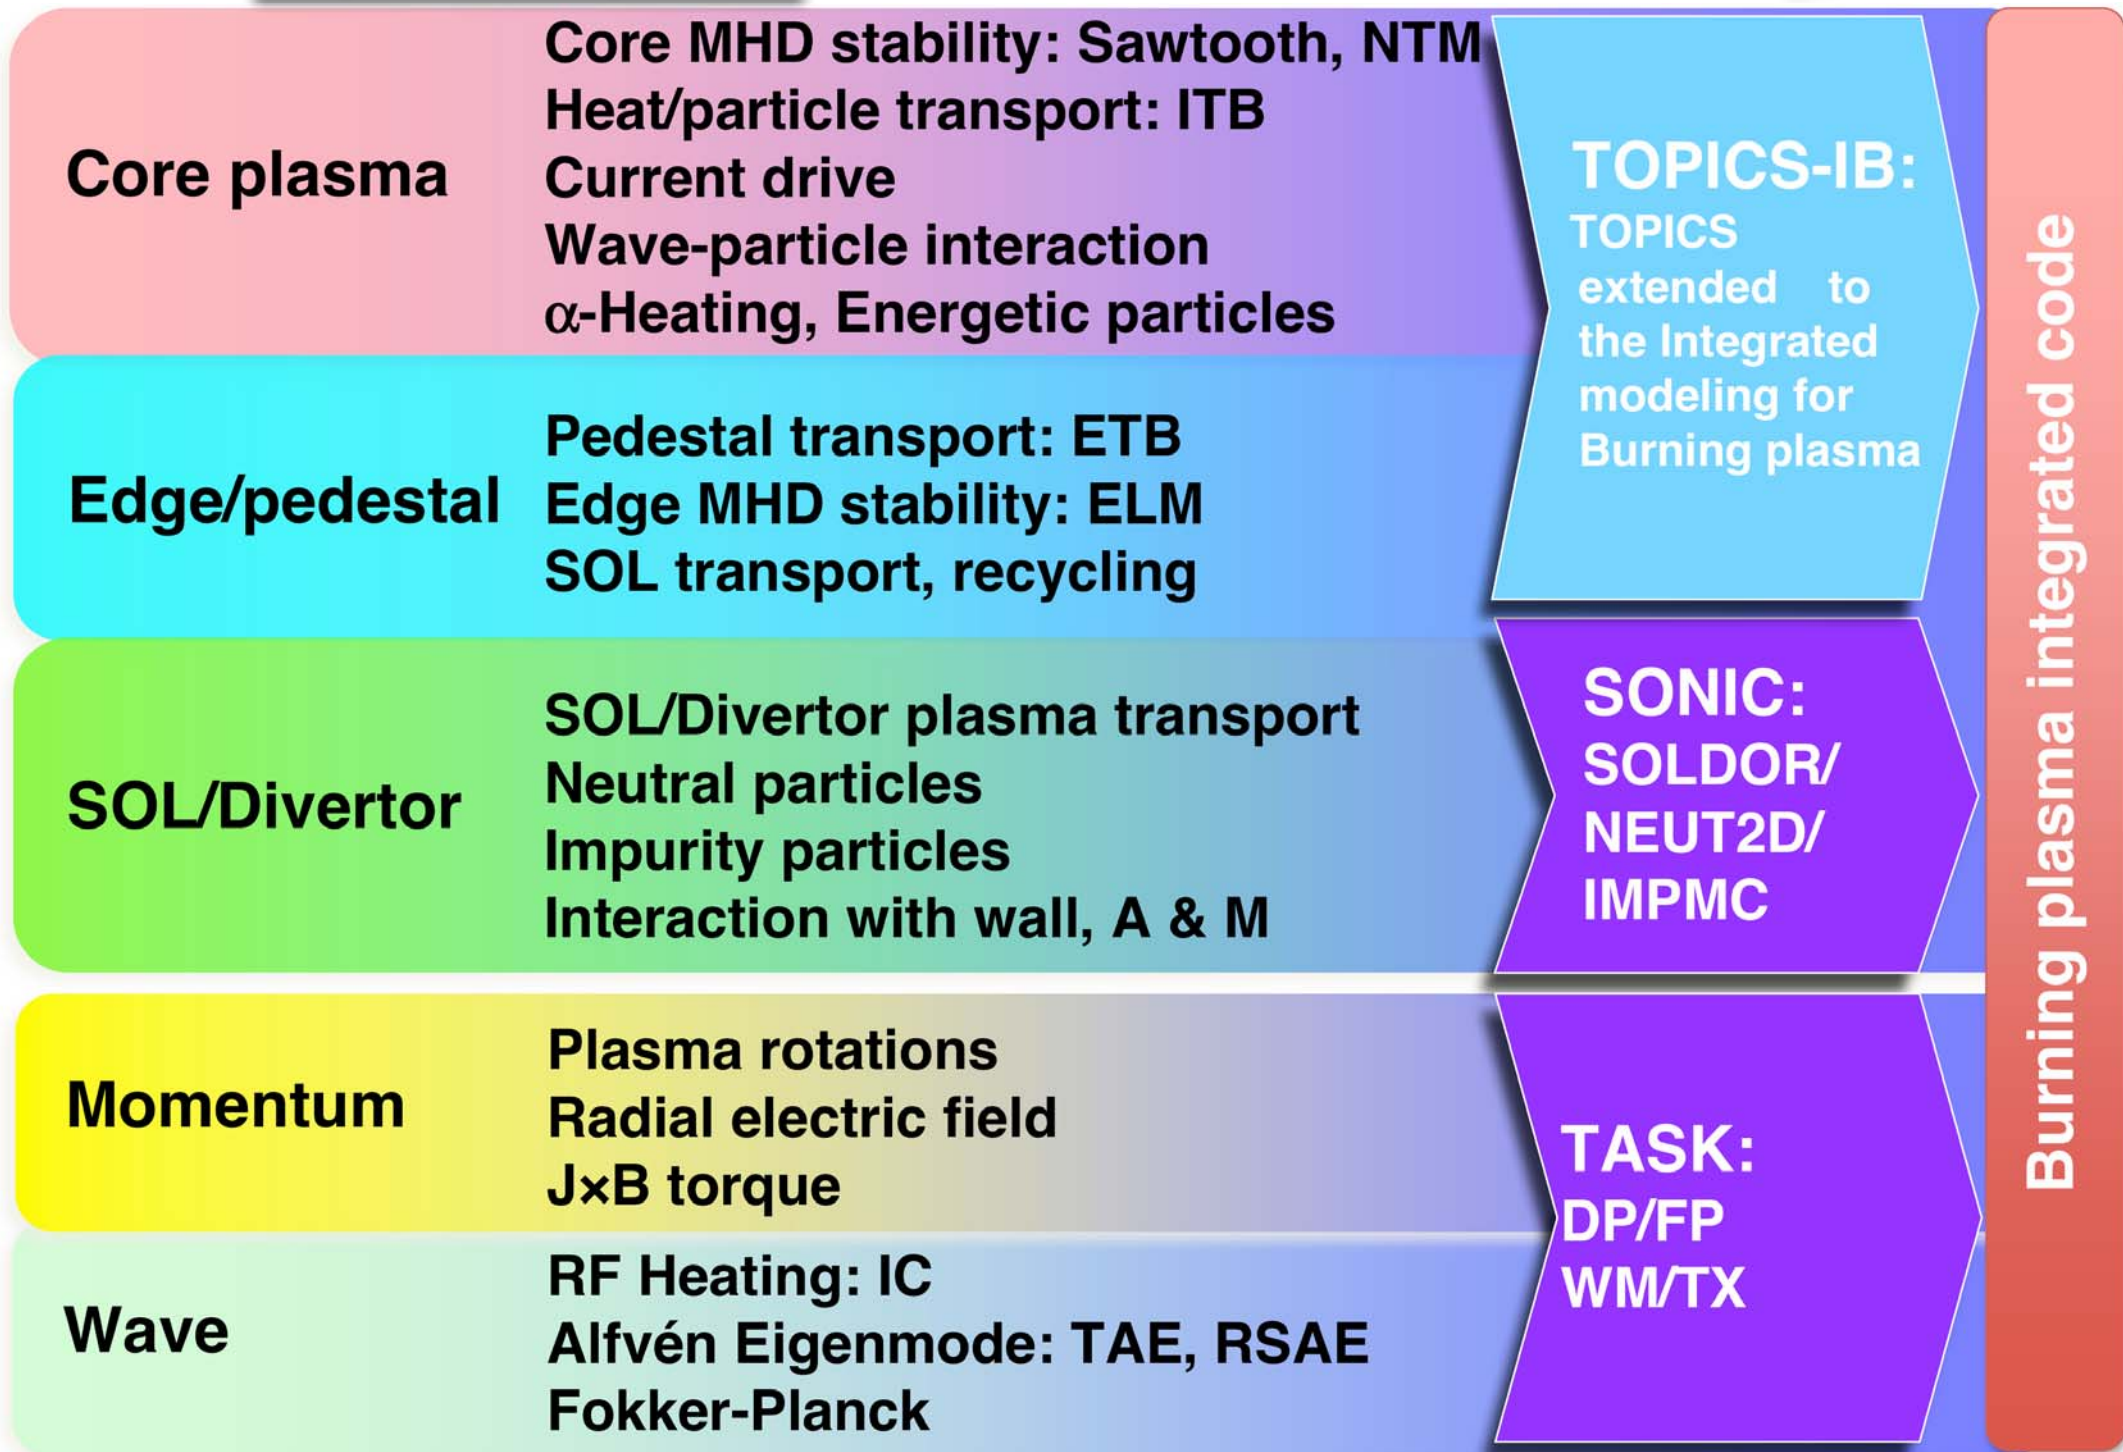 Core plasma
Core MHD stability: Sawtooth, NTM
Heat/particle transport: ITB
Current drive
Wave-particle interaction
α-Heating, Energetic particles
TOPICS-IB:
TOPICS
extended to
the Integrated
modeling for
Burning plasma
Edge/pedestal
Pedestal transport: ETB
Edge MHD stability: ELM
SOL transport, recycling
SOL/Divertor
SOL/Divertor plasma transport
Neutral particles
Impurity particles
Interaction with wall, A & M
SONIC:
SOLDOR/
NEUT2D/
IMPMC
Momentum
Plasma rotations
Radial electric field
J×B torque
Wave
RF Heating: IC
Alfvén Eigenmode: TAE, RSAE
Fokker-Planck
TASK:
DP/FP
WM/TX
Burning plasma integrated code